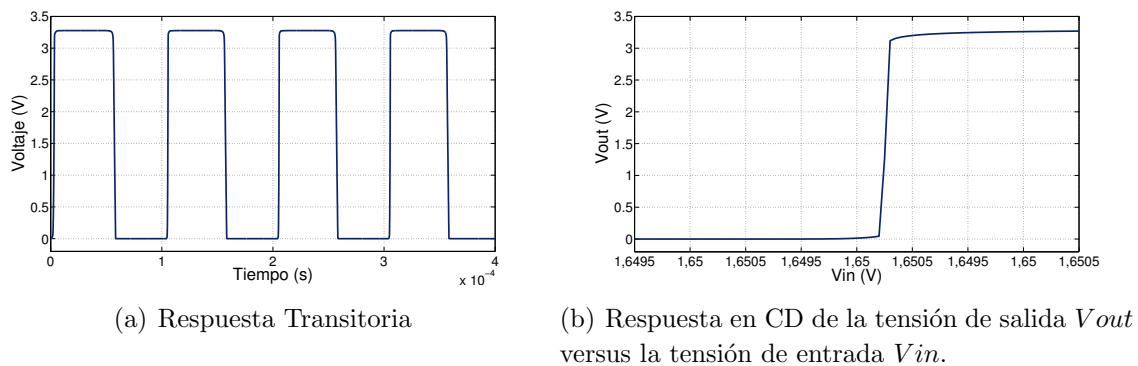 3.5
3
2.5
2
1.5
1
0.5
0
Voltaje (V)
0 1 2 3 4
Tiempo (s)
x 10⁻⁴
(a) Respuesta Transitoria
3.5
3
2.5
2
1.5
1
0.5
0
Vout (V)
1,6495 1,65 1,6505 1,6495 1,65 1,6505 1,6495 1,65 1,6505
Vin (V)
(b) Respuesta en CD de la tensión de salida Vout
versus la tensión de entrada Vin.